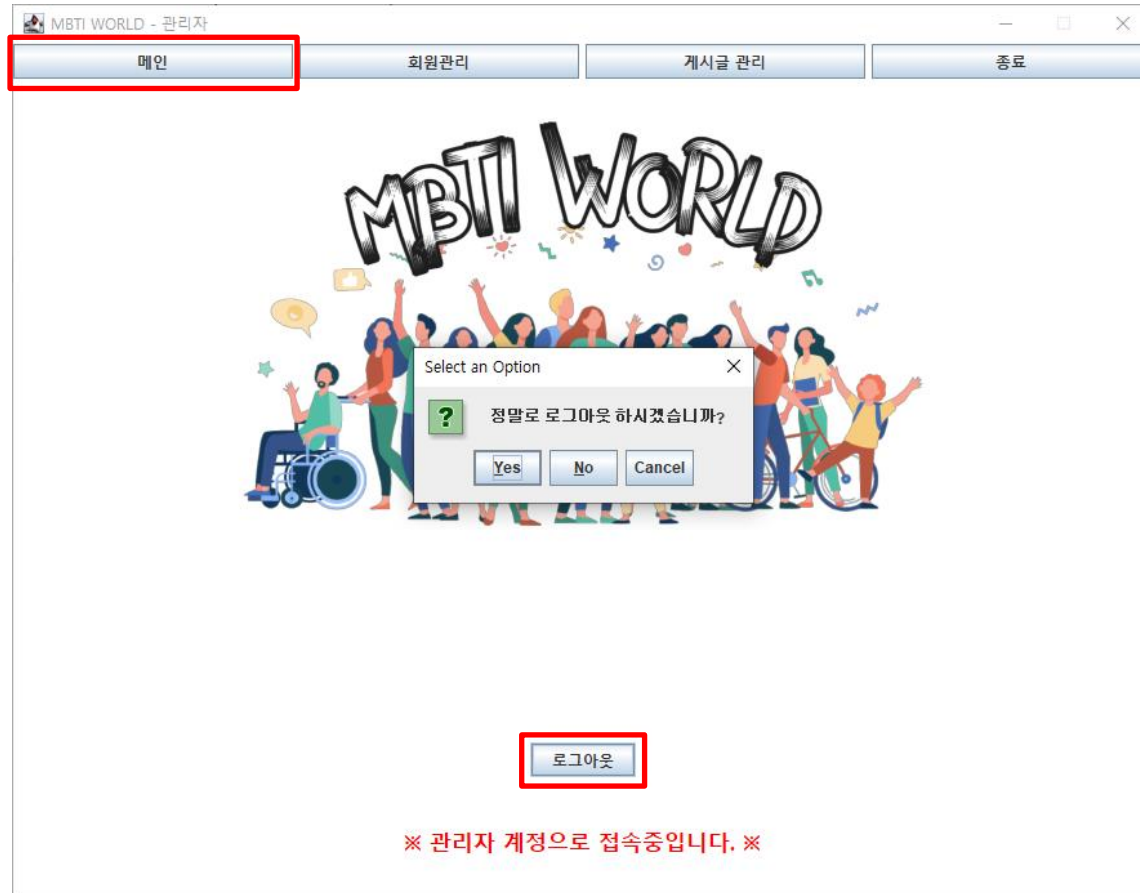 MBTI WORLD - 관리자
메인 회원관리 게시글 관리 종료
MBTI WORLD
Select an Option
정말로 로그아웃 하시겠습니까?
Yes No Cancel
로그아웃
※ 관리자 계정으로 접속중입니다. ※